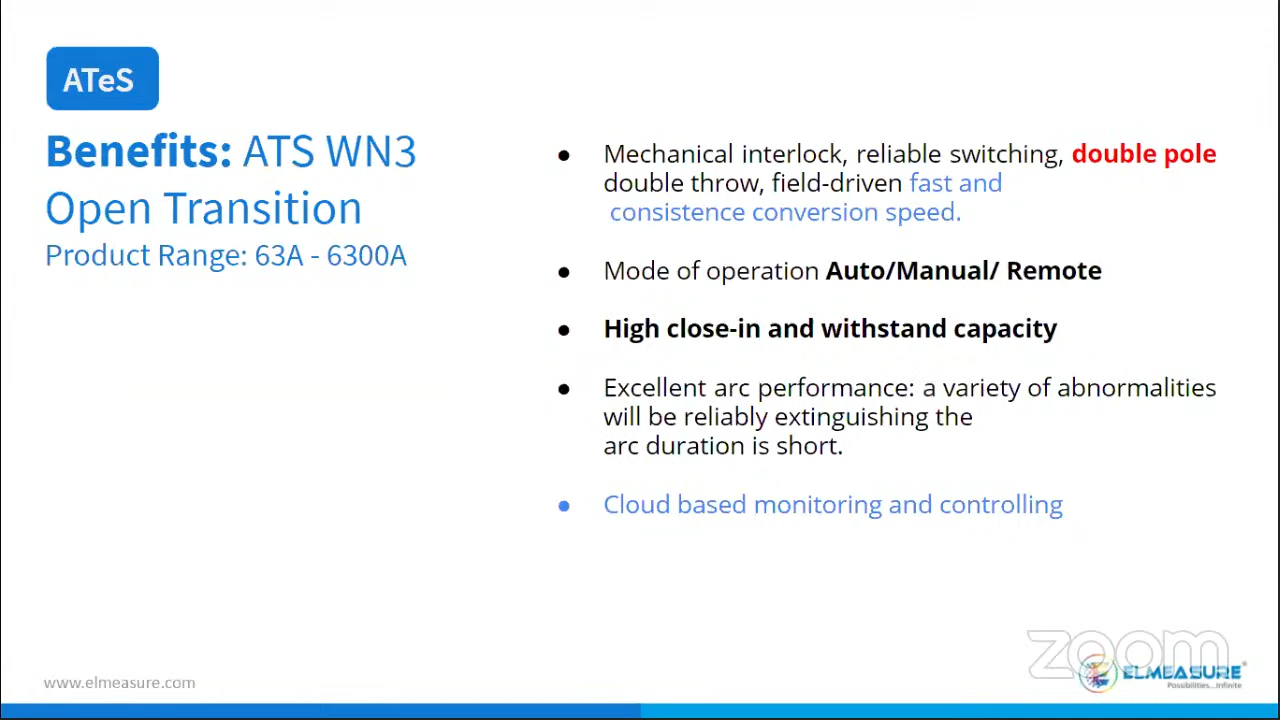 ATeS
Benefits: ATS WN3
Open Transition
Product Range: 63A - 6300A
● Mechanical interlock, reliable switching, double pole
double throw, field-driven fast and
consistence conversion speed.
● Mode of operation Auto/Manual/ Remote
● High close-in and withstand capacity
● Excellent arc performance: a variety of abnormalities
will be reliably extinguishing the
arc duration is short.
● Cloud based monitoring and controlling
zoom
ELMEASURE®
Possibilities...Infinite
www.elmeasure.com